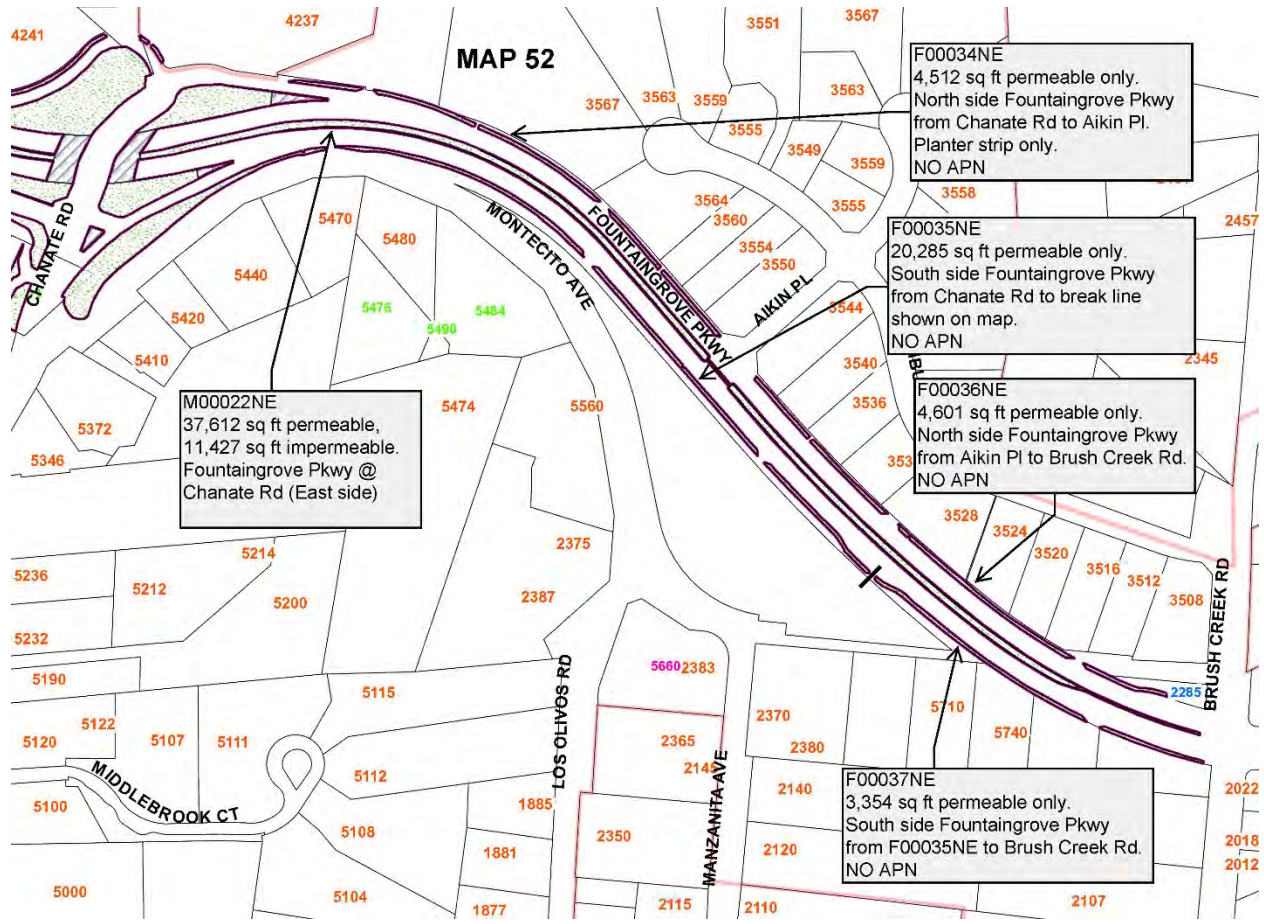 4241
4237
MAP 52
3551
3567
3567
3563
3559
3563
3555
3549
3559
3555
3558
2457
F00034NE
4,512 sq ft permeable only.
North side Fountaingrove Pkwy
from Chanate Rd to Aikin Pl.
Planter strip only.
NO APN
3564
3560
3554
3550
F00035NE
20,285 sq ft permeable only.
South side Fountaingrove Pkwy
from Chanate Rd to break line
shown on map.
NO APN
CHANATE RD
5470
5480
5440
5420
5410
5476
5490
5484
MONTECITO AVE
FOUNTAINGROVE PKWY
AIKIN PL
3544
3540
3536
2345
F00036NE
4,601 sq ft permeable only.
North side Fountaingrove Pkwy
from Aikin Pl to Brush Creek Rd.
NO APN
M00022NE
37,612 sq ft permeable,
11,427 sq ft impermeable.
Fountaingrove Pkwy @
Chanate Rd (East side)
5372
5346
5474
5560
3528
3524
3520
3516
3512
3508
BRUSH CREEK RD
2285
5236
5214
5212
5200
5232
2375
2387
5190
5122
5120
5107
5111
5115
5112
MIDDLEBROOK CT
5100
5108
5000
5104
LOS OLIVOS RD
5660
2383
2365
2145
2370
2380
5710
5740
MANZANITA AVE
2350
2140
2120
2115
2110
1885
1881
1877
F00037NE
3,354 sq ft permeable only.
South side Fountaingrove Pkwy
from F00035NE to Brush Creek Rd.
NO APN
2107
2022
2018
2012